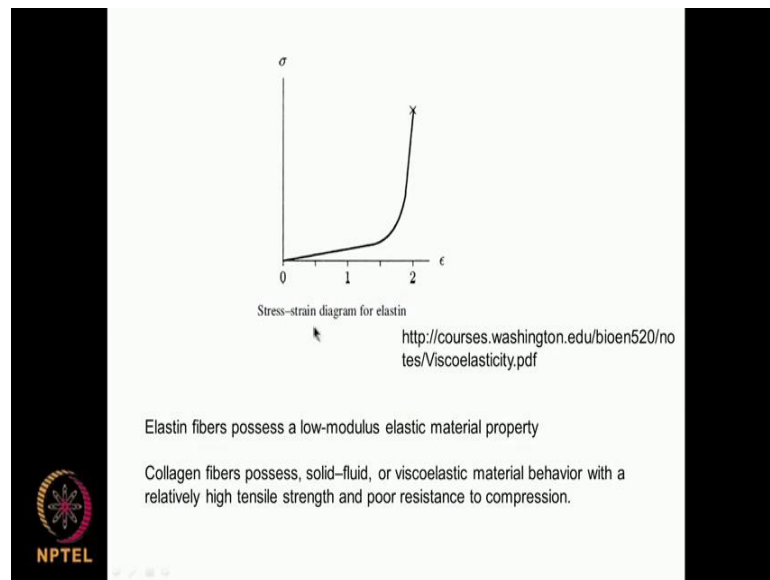 σ
ϵ
0 1 2
Stress–strain diagram for elastin
http://courses.washington.edu/bioen520/no
tes/Viscoelasticity.pdf
Elastin fibers possess a low-modulus elastic material property
Collagen fibers possess, solid–fluid, or viscoelastic material behavior with a
relatively high tensile strength and poor resistance to compression.
NPTEL